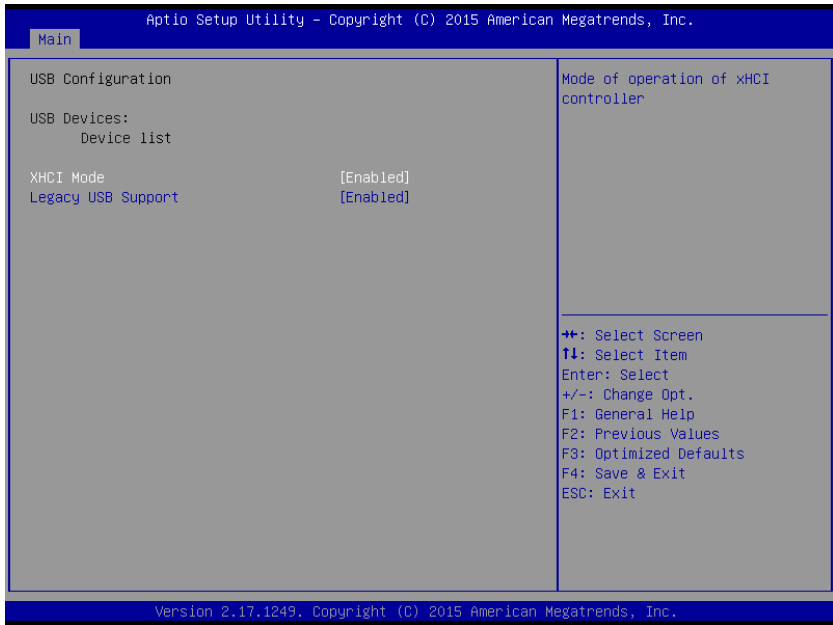 Aptio Setup Utility – Copyright (C) 2015 American Megatrends, Inc.
Main
USB Configuration
USB Devices:
Device list
XHCI Mode [Enabled]
Legacy USB Support [Enabled]
Mode of operation of xHCI
controller
→←: Select Screen
↑↓: Select Item
Enter: Select
+/-: Change Opt.
F1: General Help
F2: Previous Values
F3: Optimized Defaults
F4: Save & Exit
ESC: Exit
Version 2.17.1249. Copyright (C) 2015 American Megatrends, Inc.